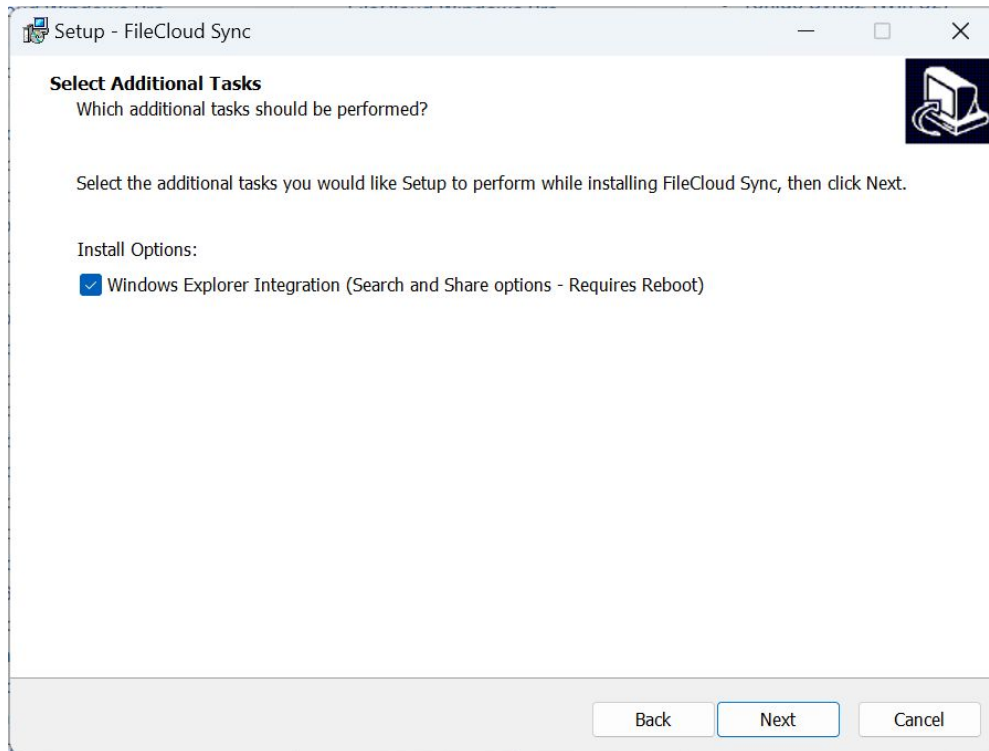 Setup - FileCloud Sync
Select Additional Tasks
Which additional tasks should be performed?
Select the additional tasks you would like Setup to perform while installing FileCloud Sync, then click Next.
Install Options:
Windows Explorer Integration (Search and Share options - Requires Reboot)
Back
Next
Cancel